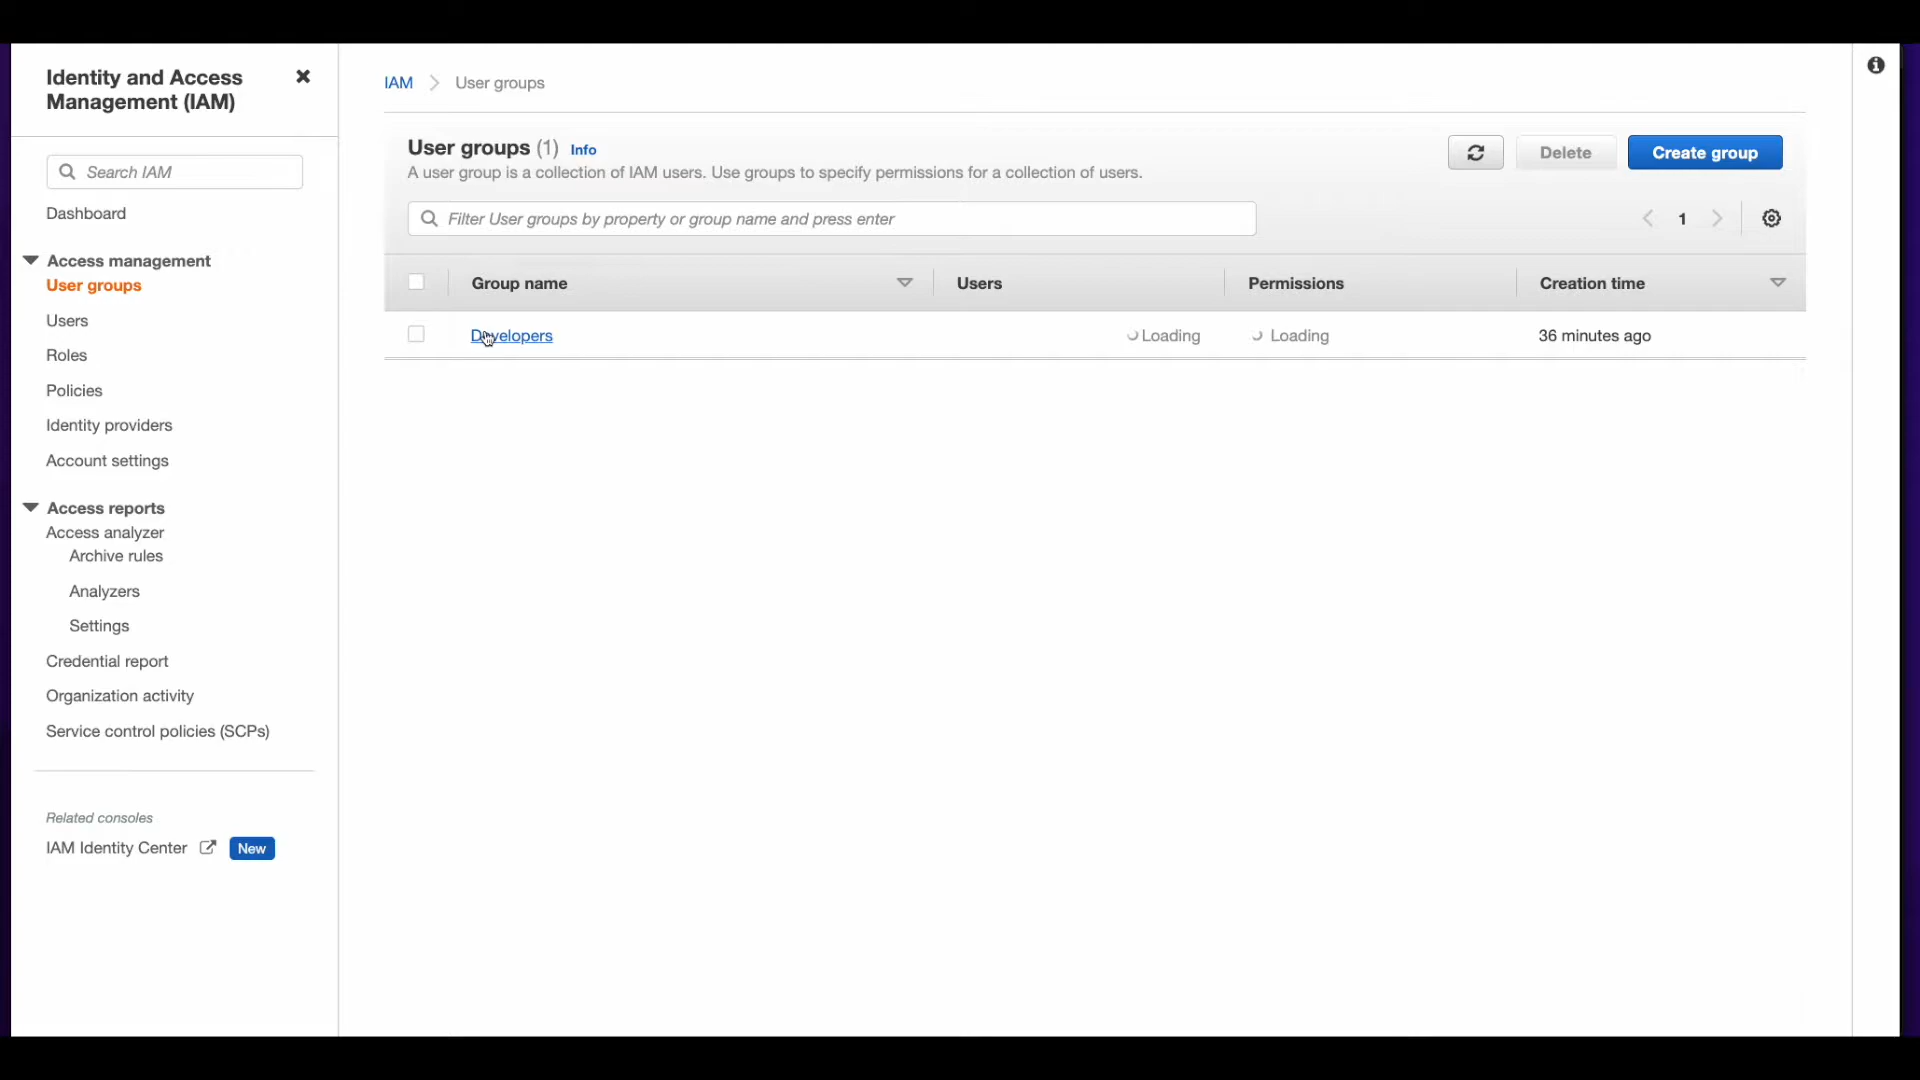 Identity and Access
Management (IAM)
Search IAM
Dashboard
Access management
User groups
Users
Roles
Policies
Identity providers
Account settings
Access reports
Access analyzer
Archive rules
Analyzers
Settings
Credential report
Organization activity
Service control policies (SCPs)
Related consoles
IAM Identity Center New
IAM User groups
User groups (1) Info
A user group is a collection of IAM users. Use groups to specify permissions for a collection of users.
Delete
Create group
Filter User groups by property or group name and press enter
1
Group name Users Permissions Creation time
Developers Loading Loading 36 minutes ago